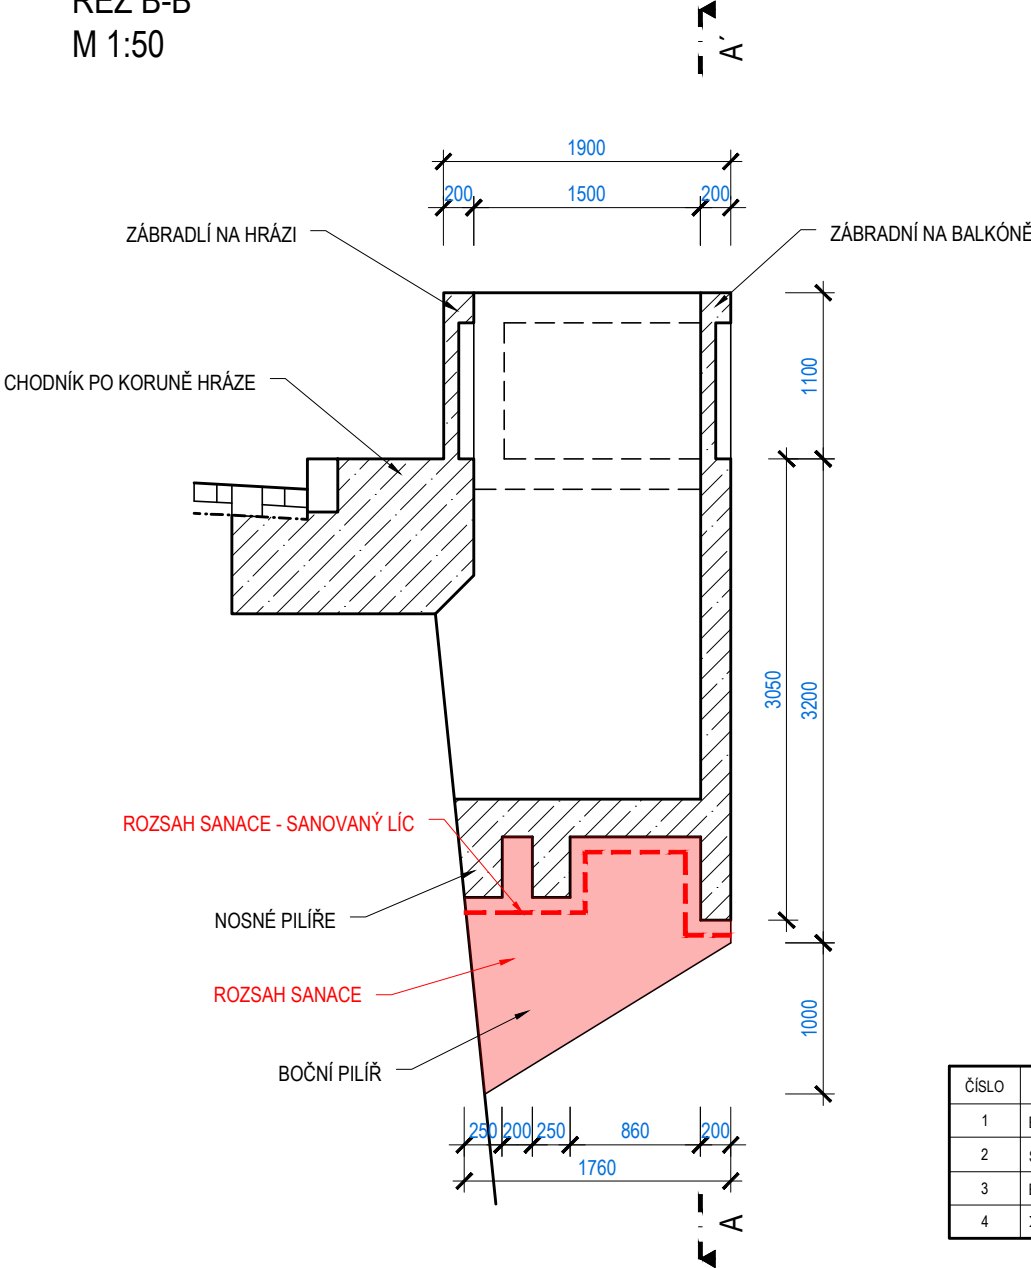 ŘEZ B-B
M 1:50
A´
1900
200
1500
200
ZÁBRADLÍ NA HRÁZI
ZÁBRADNÍ NA BALKÓNĚ
CHODNÍK PO KORUNĚ HRÁZE
1100
3050
3200
ROZSAH SANACE - SANOVANÝ LÍC
NOSNÉ PILÍŘE
ROZSAH SANACE
1000
BOČNÍ PILÍŘ
250
200
250
860
200
1760
A
ČÍSLO
1
2
3
4